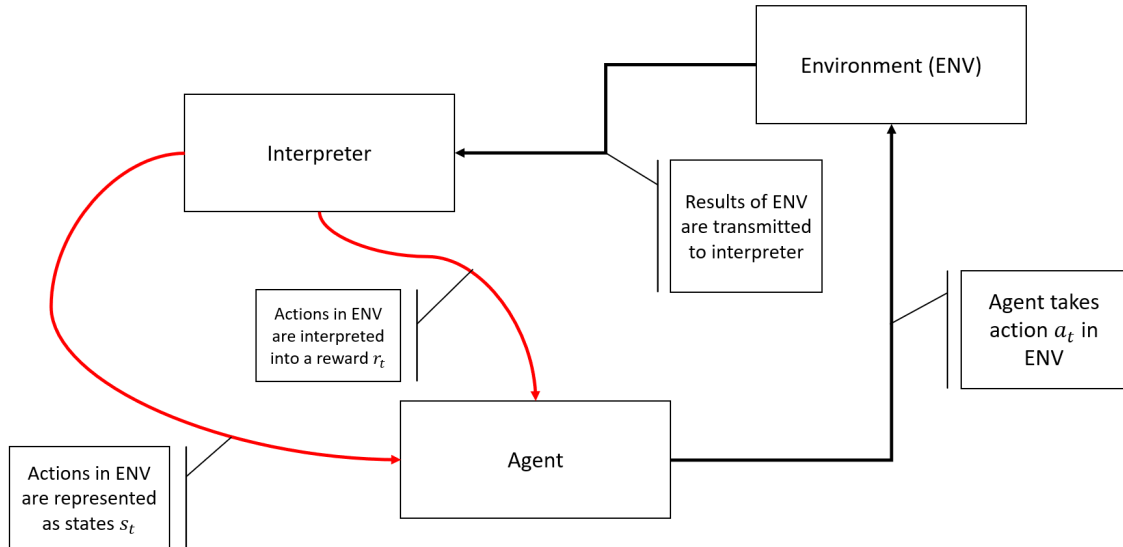 Environment (ENV)
Interpreter
Results of ENV
are transmitted
to interpreter
Actions in ENV
are interpreted
into a reward r_t
Agent takes
action a_t in
ENV
Agent
Actions in ENV
are represented
as states s_t